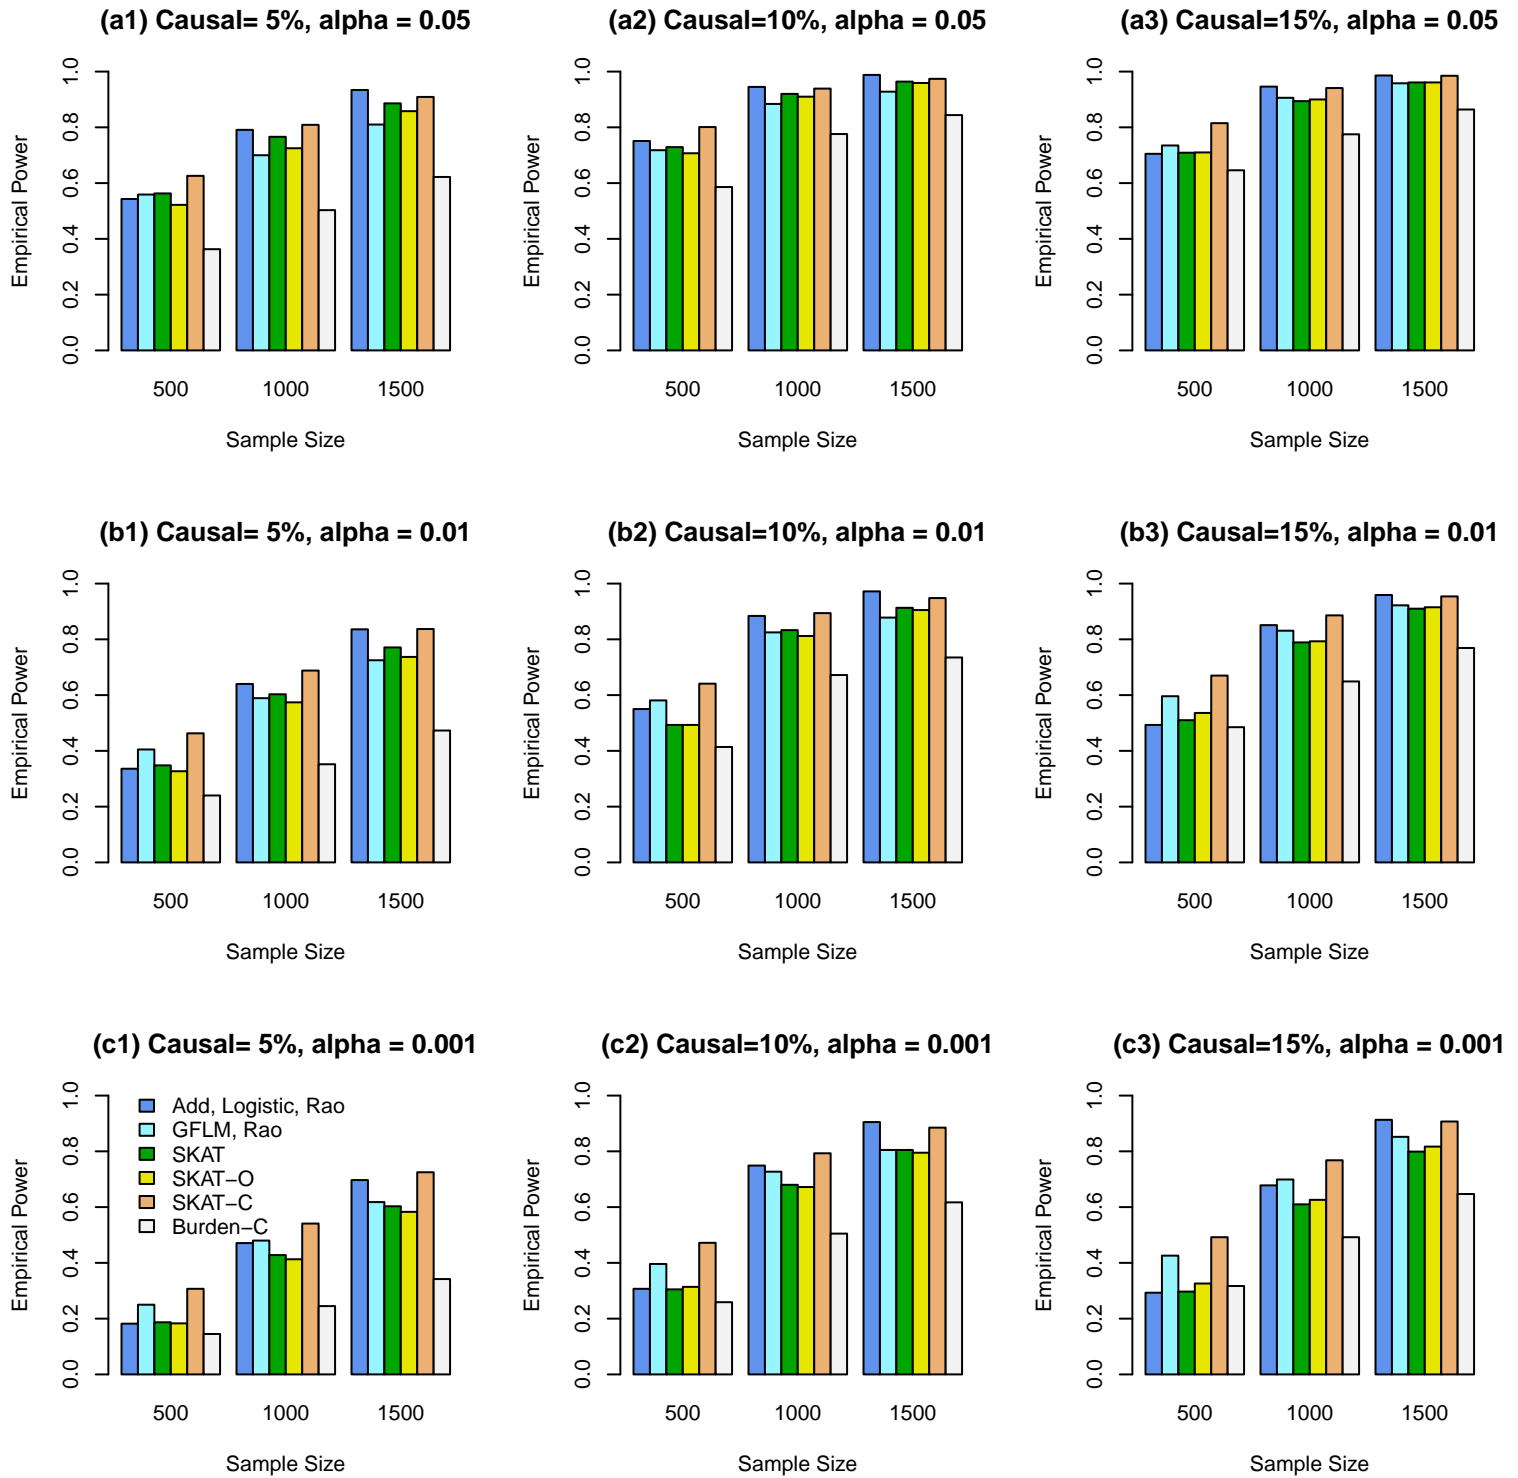 (a1) Causal= 5%, alpha = 0.05
Empirical Power
0.0 0.2 0.4 0.6 0.8 1.0
500 1000 1500
Sample Size
(a2) Causal=10%, alpha = 0.05
Empirical Power
0.0 0.2 0.4 0.6 0.8 1.0
500 1000 1500
Sample Size
(a3) Causal=15%, alpha = 0.05
Empirical Power
0.0 0.2 0.4 0.6 0.8 1.0
500 1000 1500
Sample Size
(b1) Causal= 5%, alpha = 0.01
Empirical Power
0.0 0.2 0.4 0.6 0.8 1.0
500 1000 1500
Sample Size
(b2) Causal=10%, alpha = 0.01
Empirical Power
0.0 0.2 0.4 0.6 0.8 1.0
500 1000 1500
Sample Size
(b3) Causal=15%, alpha = 0.01
Empirical Power
0.0 0.2 0.4 0.6 0.8 1.0
500 1000 1500
Sample Size
(c1) Causal= 5%, alpha = 0.001
Empirical Power
0.0 0.2 0.4 0.6 0.8 1.0
Add, Logistic, Rao
GFLM, Rao
SKAT
SKAT−O
SKAT−C
Burden−C
500 1000 1500
Sample Size
(c2) Causal=10%, alpha = 0.001
Empirical Power
0.0 0.2 0.4 0.6 0.8 1.0
500 1000 1500
Sample Size
(c3) Causal=15%, alpha = 0.001
Empirical Power
0.0 0.2 0.4 0.6 0.8 1.0
500 1000 1500
Sample Size